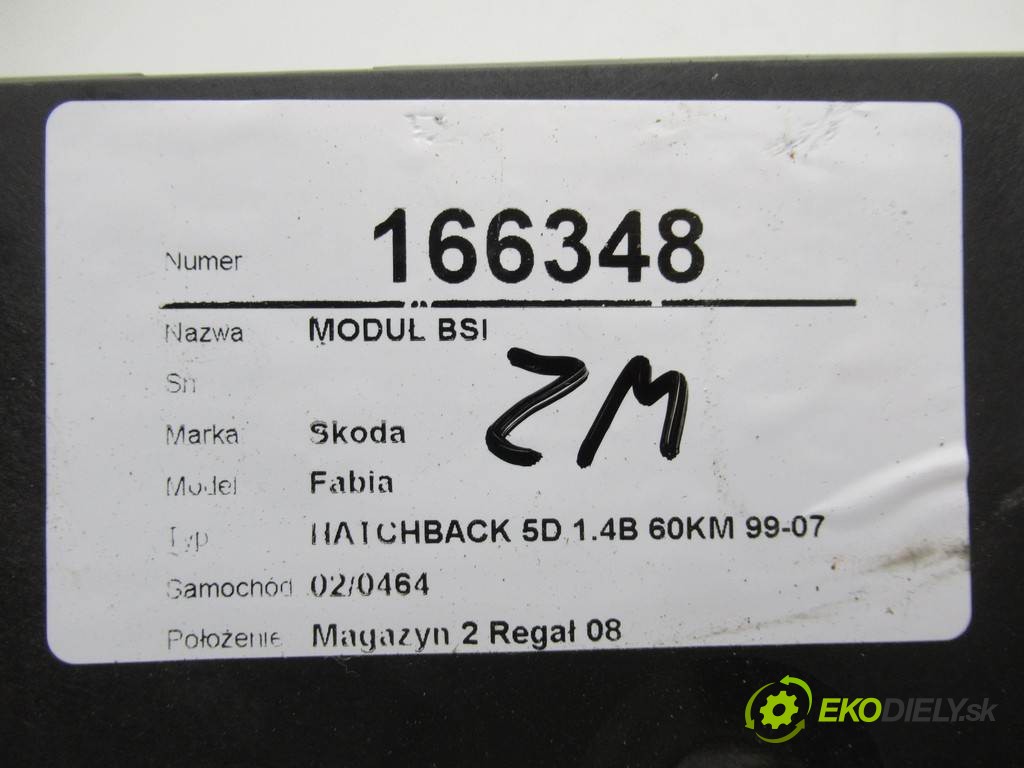 Numer 166348
Nazwa MODUŁ BSI
Sn
Marka Skoda
Model Fabia
Typ HATCHBACK 5D 1.4B 60KM 99-07
Samochód 02/0464
Położenie Magazyn 2 Regał 08
ZM
EKODIELY.sk